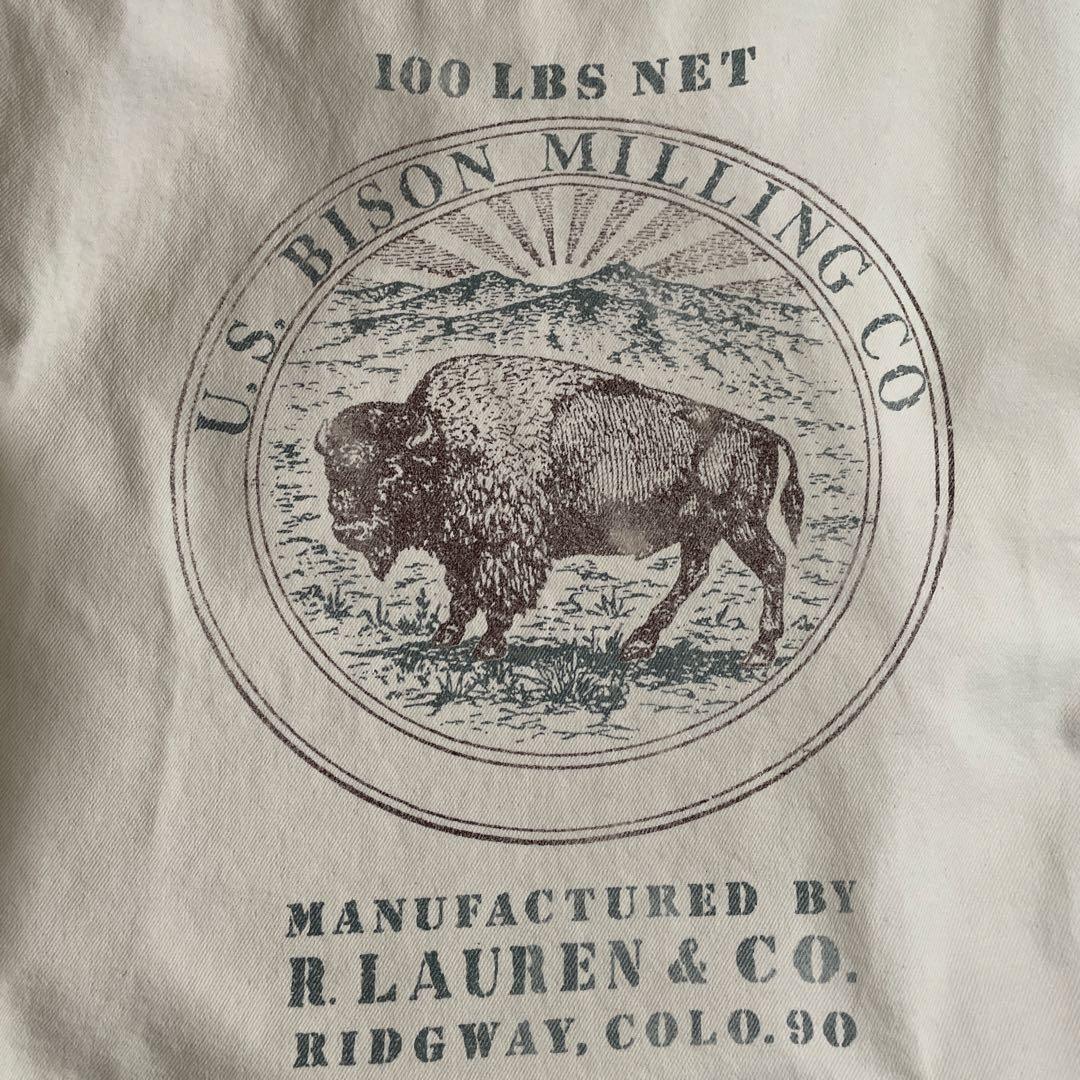 100 LBS NET
U.S. BISON MILLING CO
MANUFACTURED BY
R. LAUREN & CO.
RIDGWAY, COLO. 90